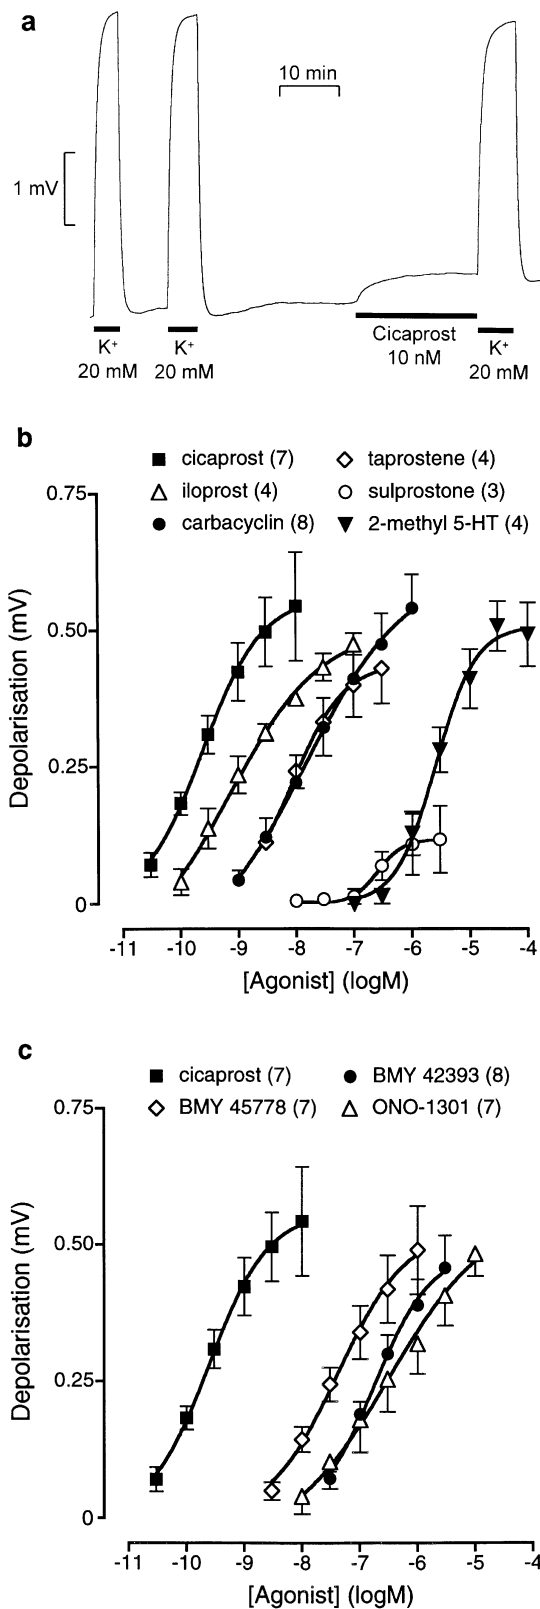 a
10 min
1 mV
K+ K+ Cicaprost K+
20 mM 20 mM 10 nM 20 mM
b
cicaprost (7) taprostene (4)
iloprost (4) sulprostone (3)
carbacyclin (8) 2-methyl 5-HT (4)
0.75
0.50
0.25
0
Depolarisation (mV)
-11 -10 -9 -8 -7 -6 -5 -4
[Agonist] (logM)
c
cicaprost (7) BMY 42393 (8)
BMY 45778 (7) ONO-1301 (7)
0.75
0.50
0.25
0
Depolarisation (mV)
-11 -10 -9 -8 -7 -6 -5 -4
[Agonist] (logM)